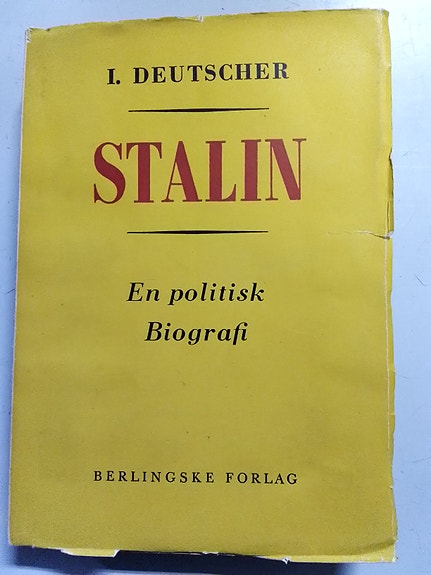 I. DEUTSCHER
STALIN
En politisk
Biografi
BERLINGSKE FORLAG